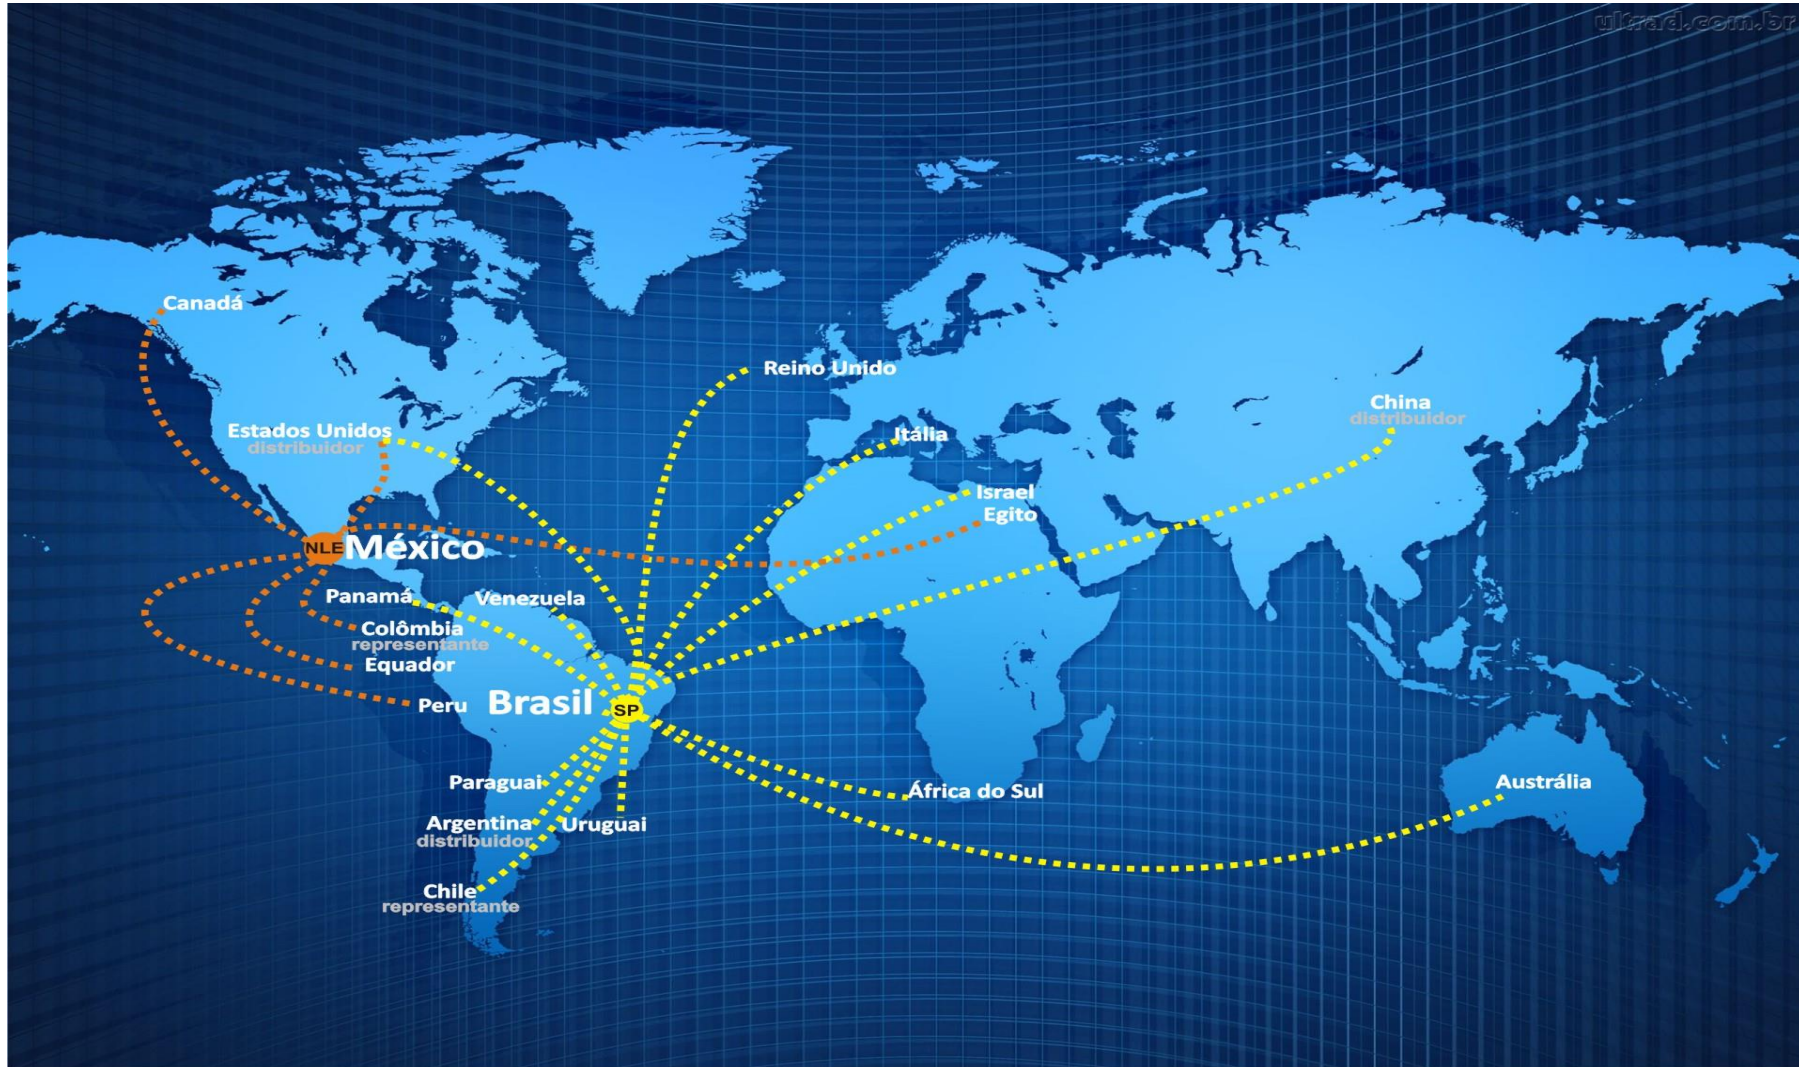 ultrad.com.br
Canadá
Reino Unido
China
distribuidor
Estados Unidos
distribuidor
Itália
Israel
Egito
NLE
México
Panamá
Venezuela
Colômbia
representante
Equador
Peru
Brasil
SP
Paraguai
África do Sul
Austrália
Argentina
distribuidor
Uruguai
Chile
representante